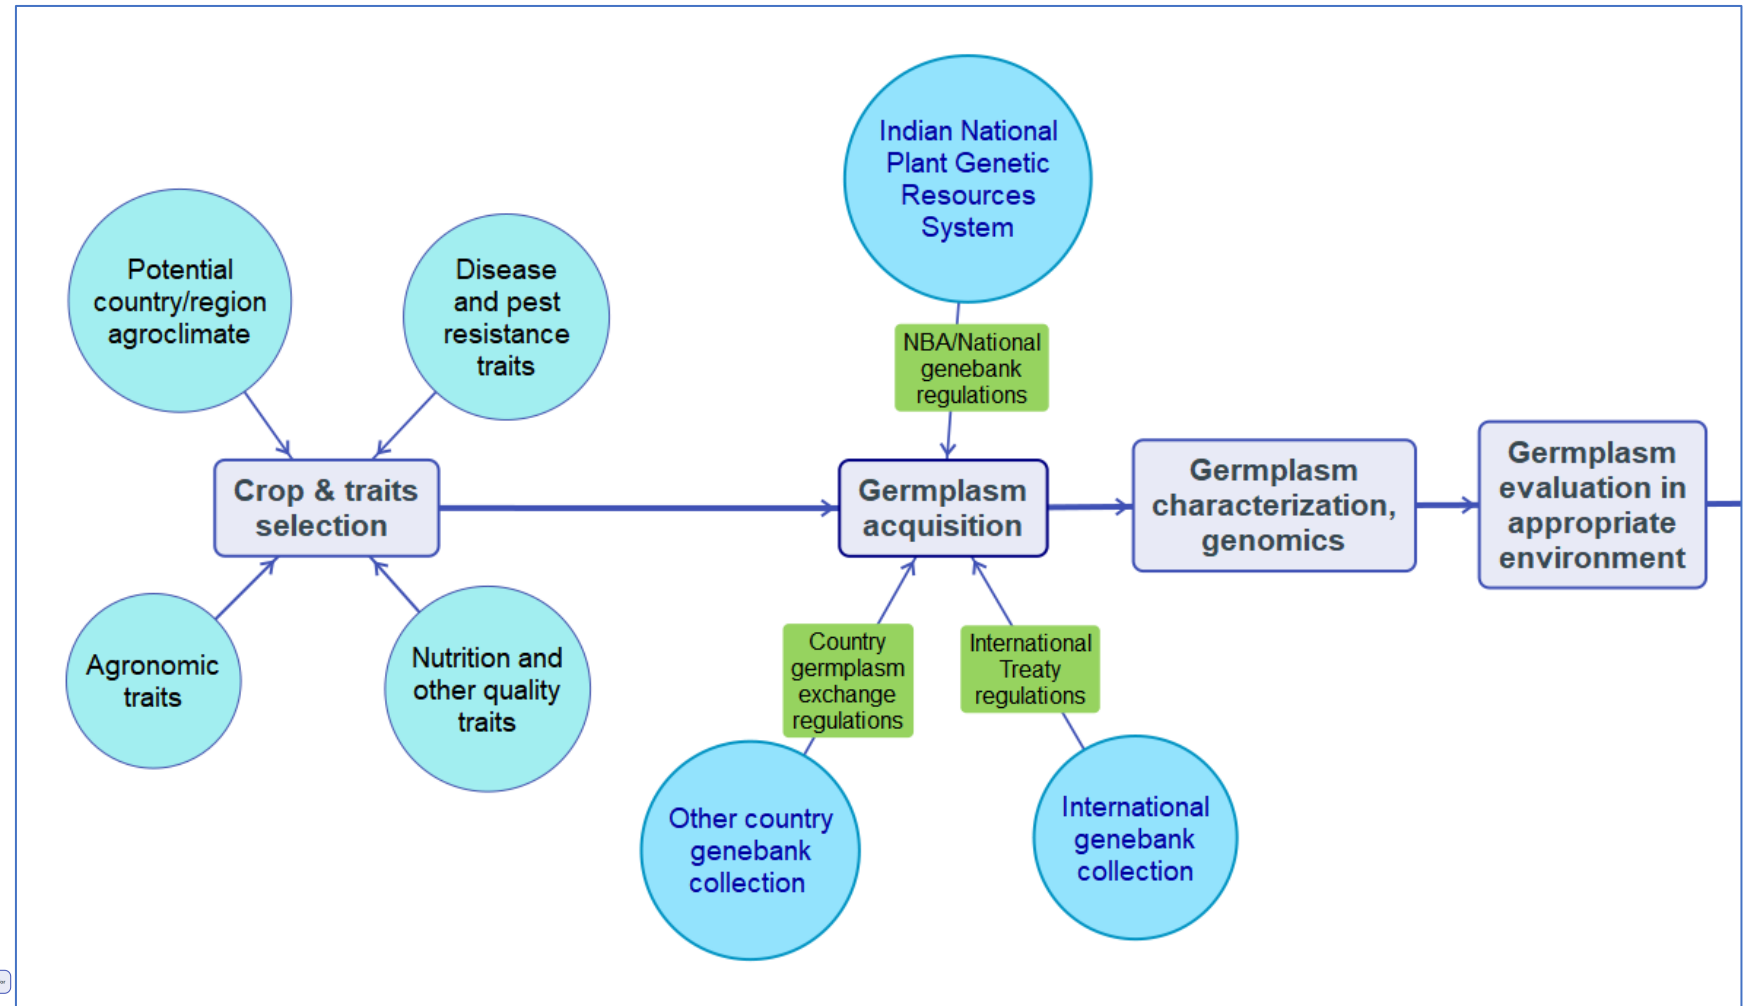 Indian National
Plant Genetic
Resources
System
Potential
country/region
agroclimate
Disease
and pest
resistance
traits
NBA/National
genebank
regulations
Crop & traits
selection
Germplasm
acquisition
Germplasm
characterization,
genomics
Germplasm
evaluation in
appropriate
environment
Agronomic
traits
Nutrition and
other quality
traits
Country
germplasm
exchange
regulations
International
Treaty
regulations
Other country
genebank
collection
International
genebank
collection